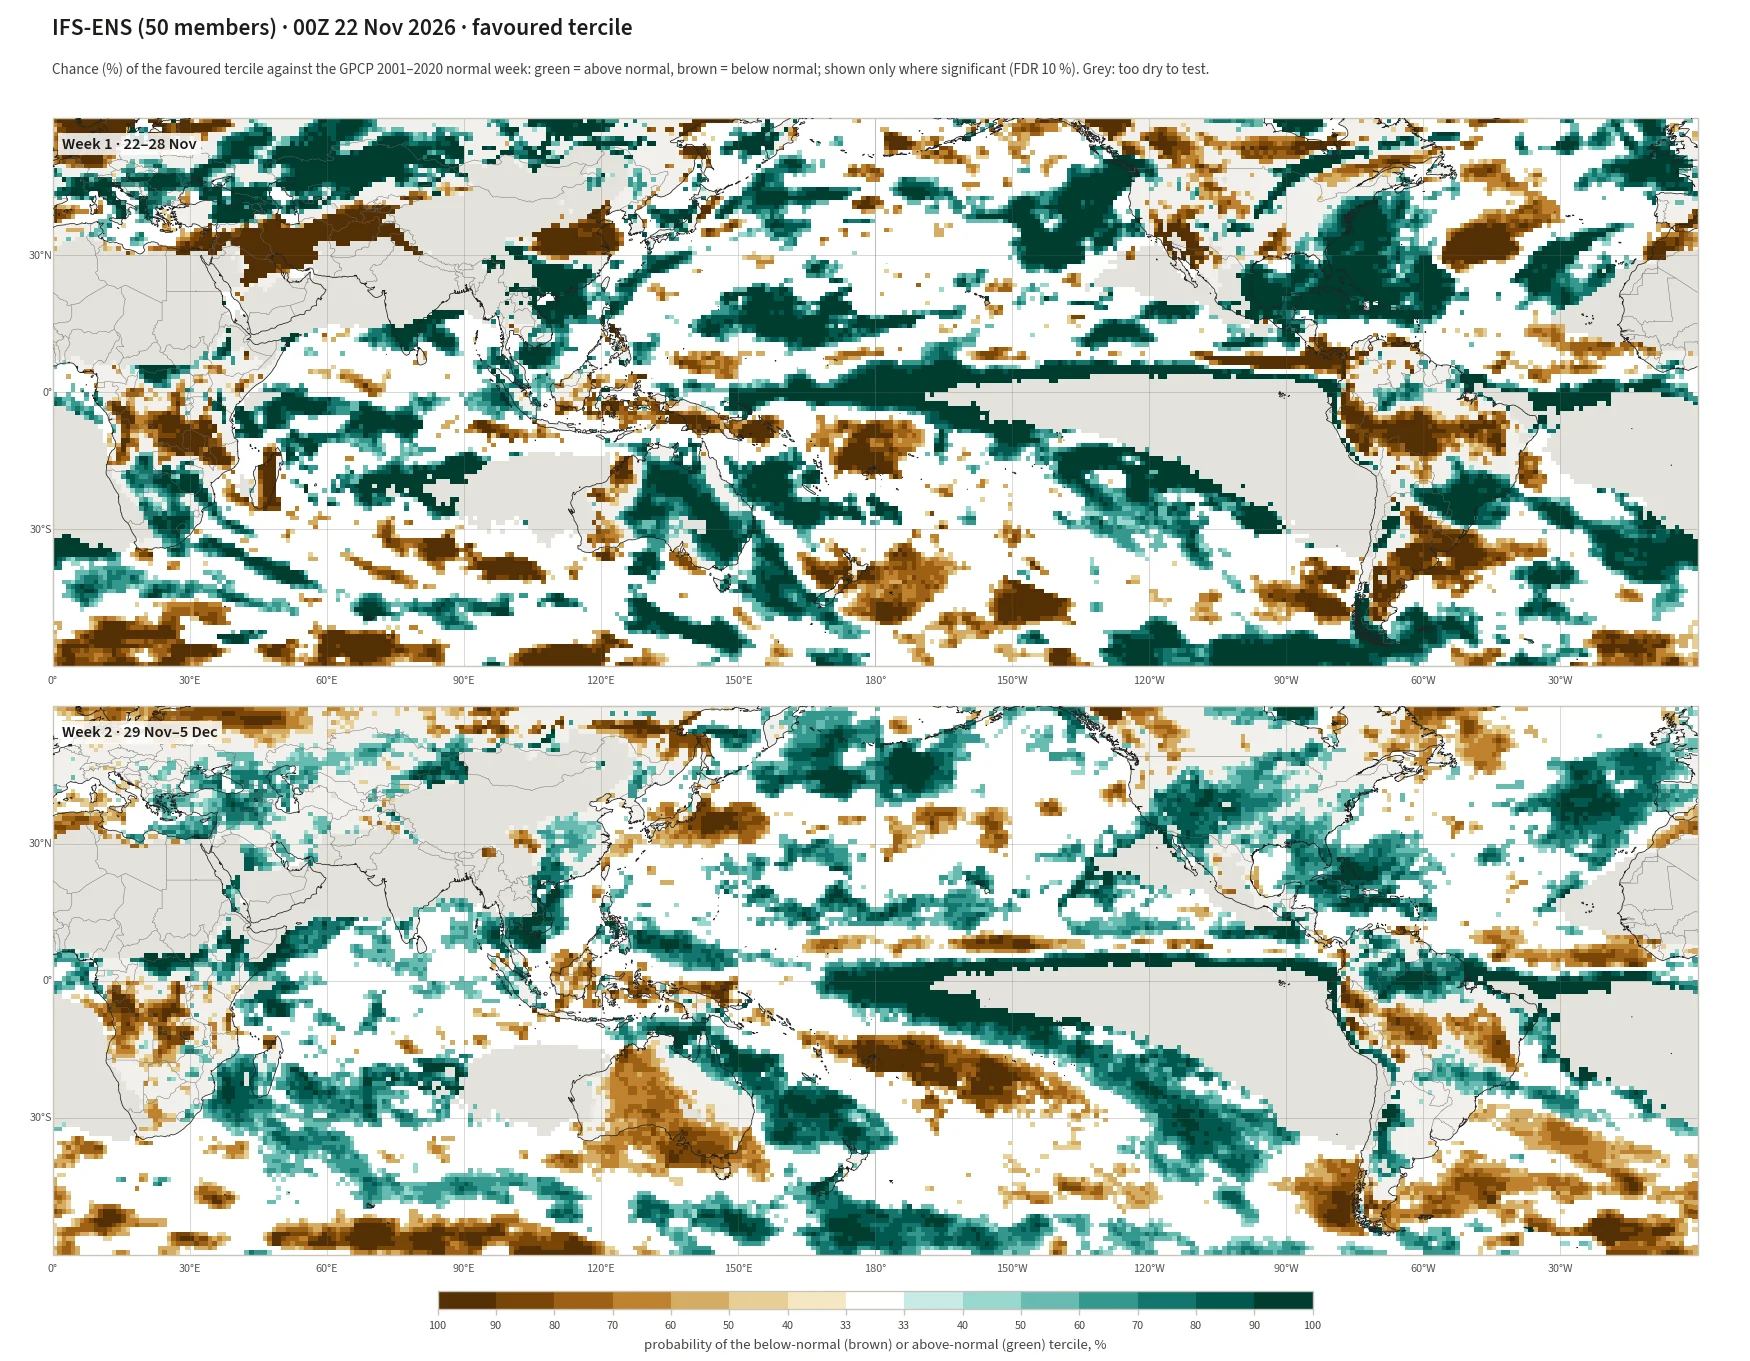 IFS-ENS (50 members) · 00Z 22 Nov 2026 · favoured tercile
Chance (%) of the favoured tercile against the GPCP 2001–2020 normal week: green = above normal, brown = below normal; shown only where significant (FDR 10 %). Grey: too dry to test.
Week 1 · 22–28 Nov
30°N
0°
30°S
0° 30°E 60°E 90°E 120°E 150°E 180° 150°W 120°W 90°W 60°W 30°W
Week 2 · 29 Nov–5 Dec
30°N
0°
30°S
0° 30°E 60°E 90°E 120°E 150°E 180° 150°W 120°W 90°W 60°W 30°W
100 90 80 70 60 50 40 33 33 40 50 60 70 80 90 100
probability of the below-normal (brown) or above-normal (green) tercile, %